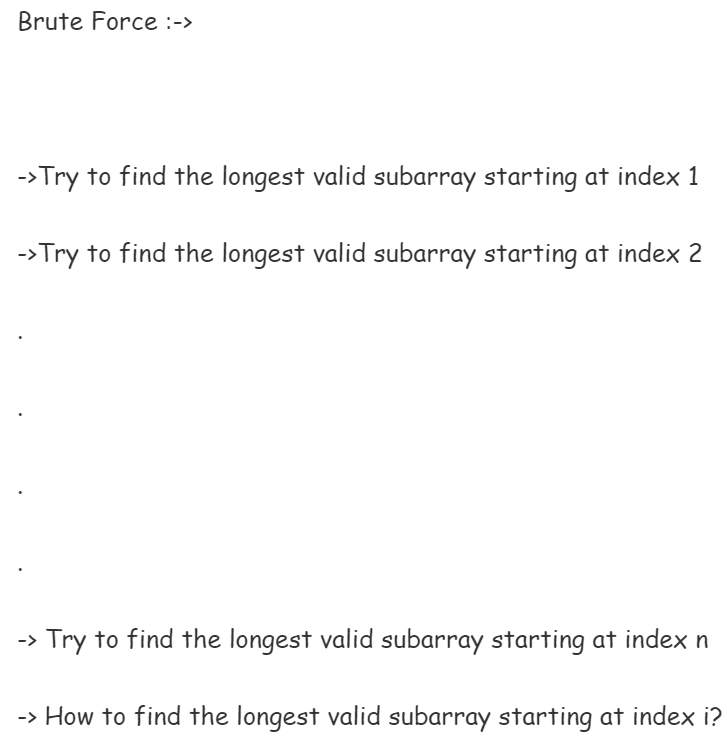 Brute Force :->
->Try to find the longest valid subarray starting at index 1
->Try to find the longest valid subarray starting at index 2
.
.
.
.
-> Try to find the longest valid subarray starting at index n
-> How to find the longest valid subarray starting at index i?